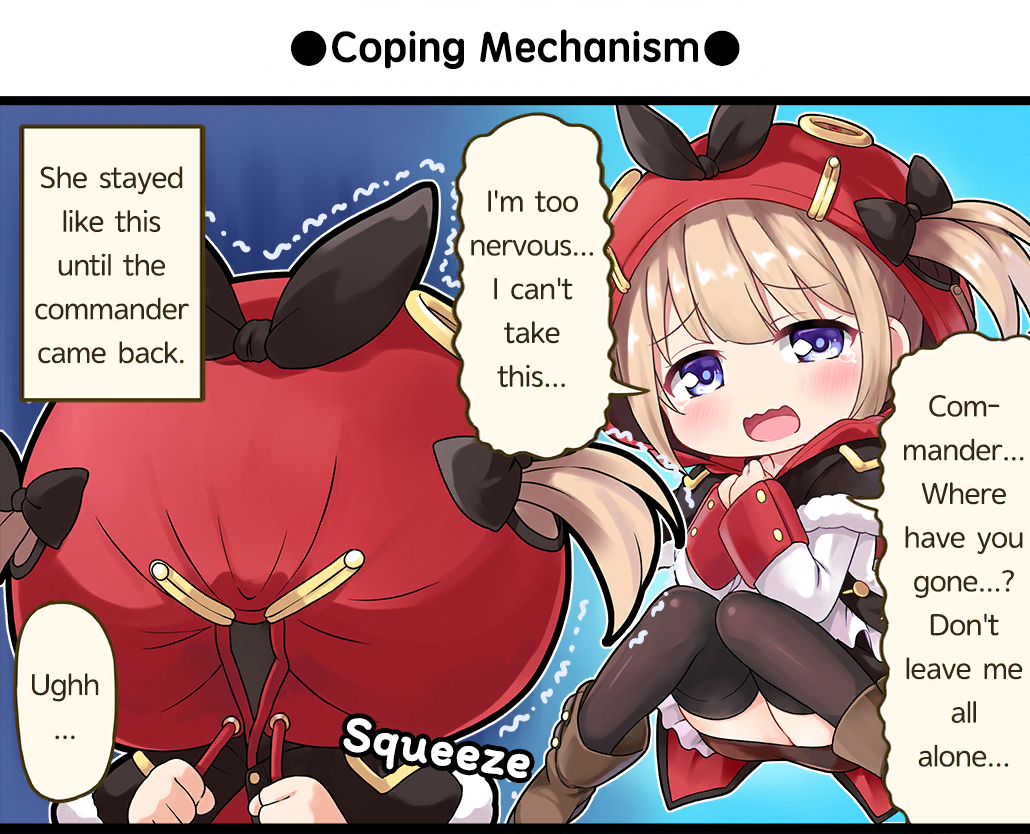 ●Coping Mechanism●
I'm too
nervous...
I can't
take
this...
Com-
mander...
Where
have you
gone...?
Don't
leave me
all
alone...
She stayed
like this
until the
commander
came back.
Ughh
...
Squeeze